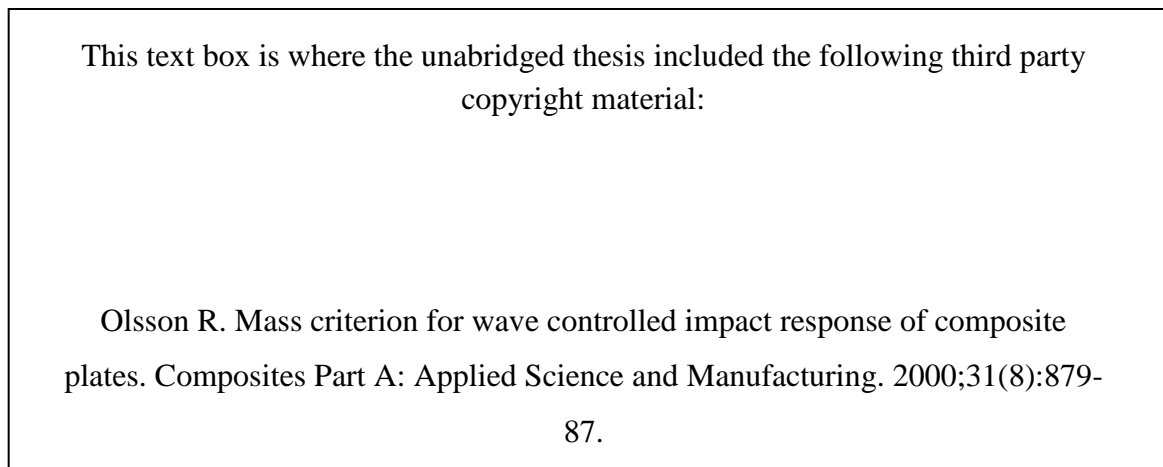 This text box is where the unabridged thesis included the following third party
copyright material:
Olsson R. Mass criterion for wave controlled impact response of composite
plates. Composites Part A: Applied Science and Manufacturing. 2000;31(8):879-
87.